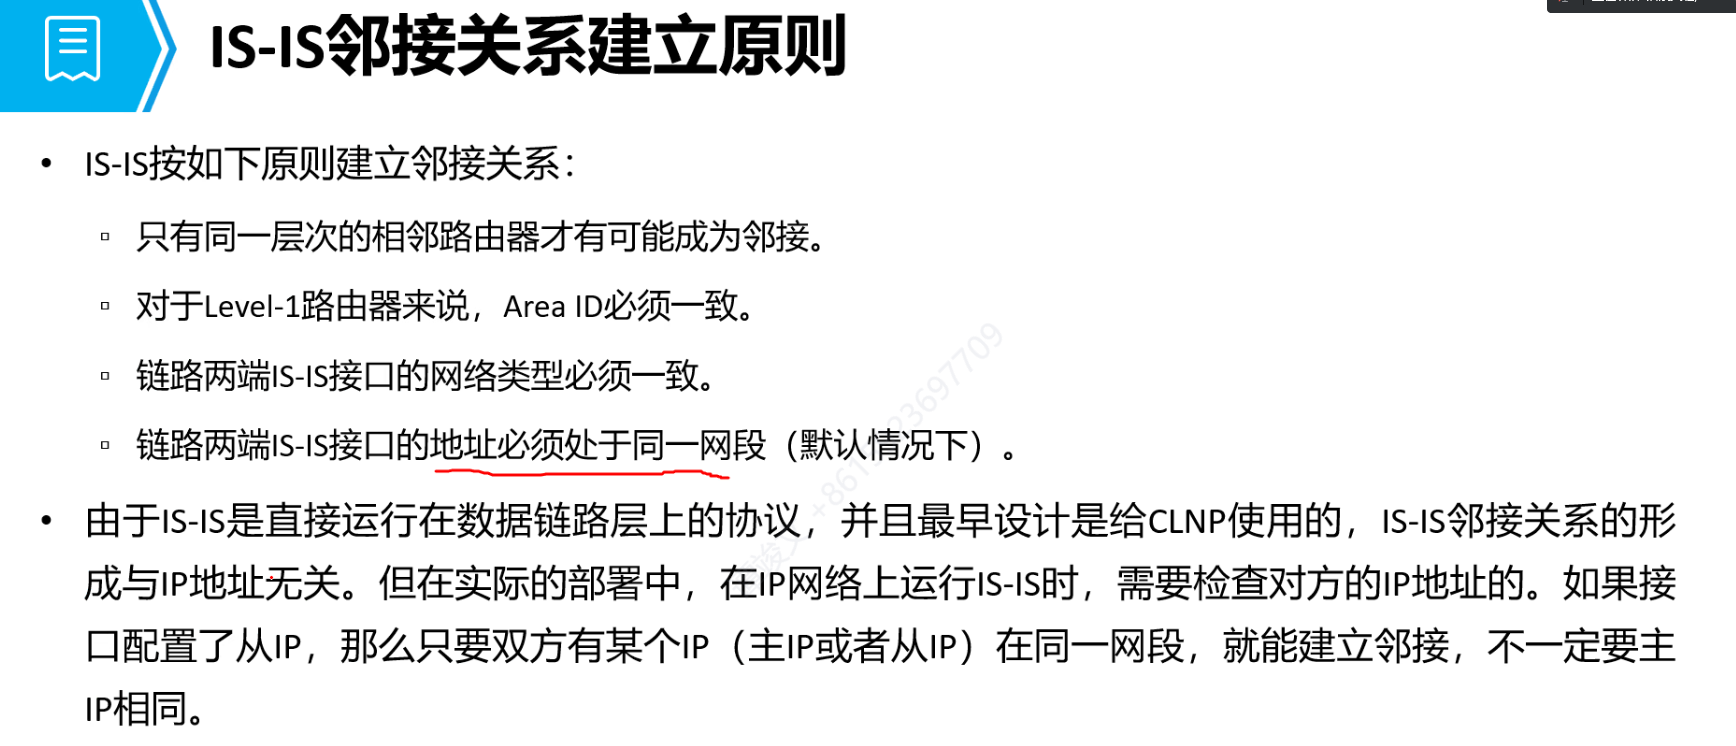 IS-IS邻接关系建立原则
• IS-IS按如下原则建立邻接关系：
▫ 只有同一层次的相邻路由器才有可能成为邻接。
▫ 对于Level-1路由器来说，Area ID必须一致。
▫ 链路两端IS-IS接口的网络类型必须一致。
▫ 链路两端IS-IS接口的地址必须处于同一网段（默认情况下）。
• 由于IS-IS是直接运行在数据链路层上的协议，并且最早设计是给CLNP使用的，IS-IS邻接关系的形
成与IP地址无关。但在实际的部署中，在IP网络上运行IS-IS时，需要检查对方的IP地址的。如果接
口配置了从IP，那么只要双方有某个IP（主IP或者从IP）在同一网段，就能建立邻接，不一定要主
IP相同。